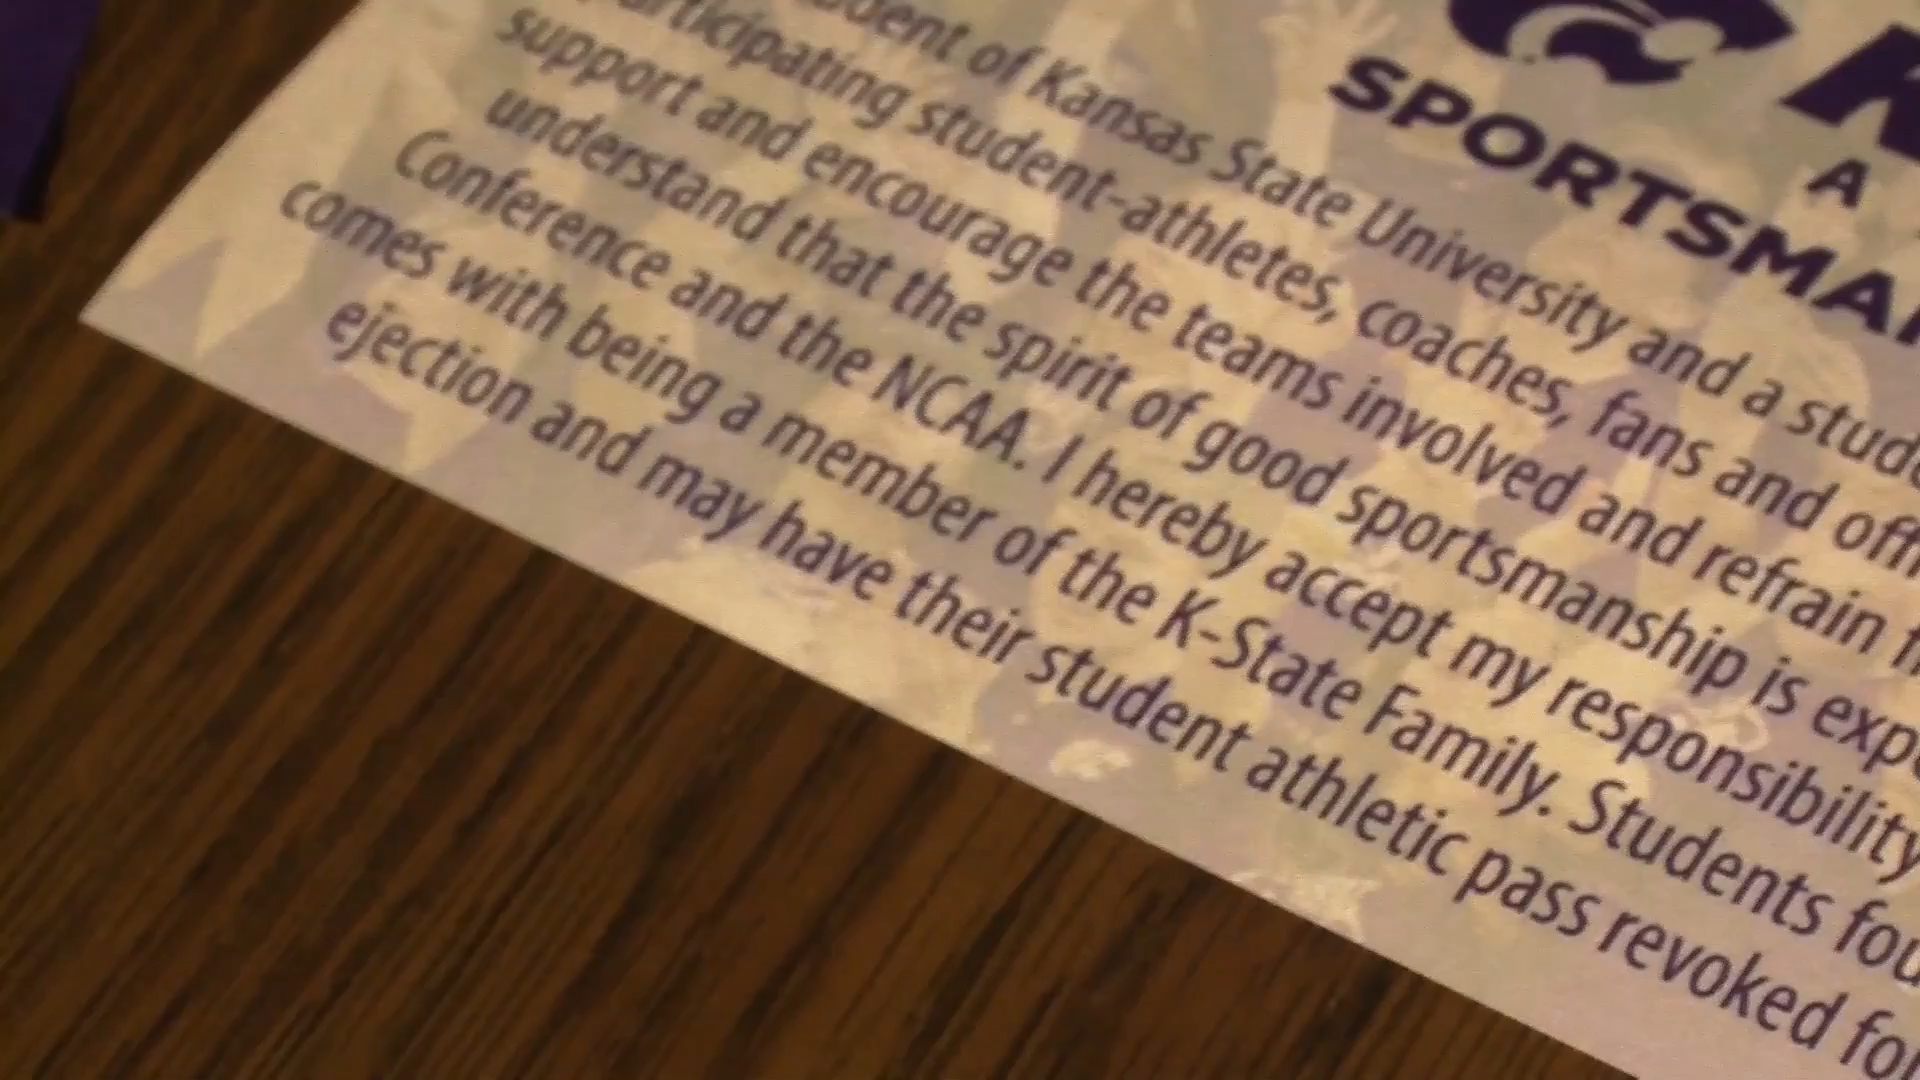 K
SPORTSMA
A
of Kansas State University and a stud
participating student-athletes, coaches, fans and off
support and encourage the teams involved and refrain
understand that the spirit of good sportsmanship is exp
Conference and the NCAA. I hereby accept my responsibility
comes with being a member of the K-State Family. Students fou
ejection and may have their student athletic pass revoked fo